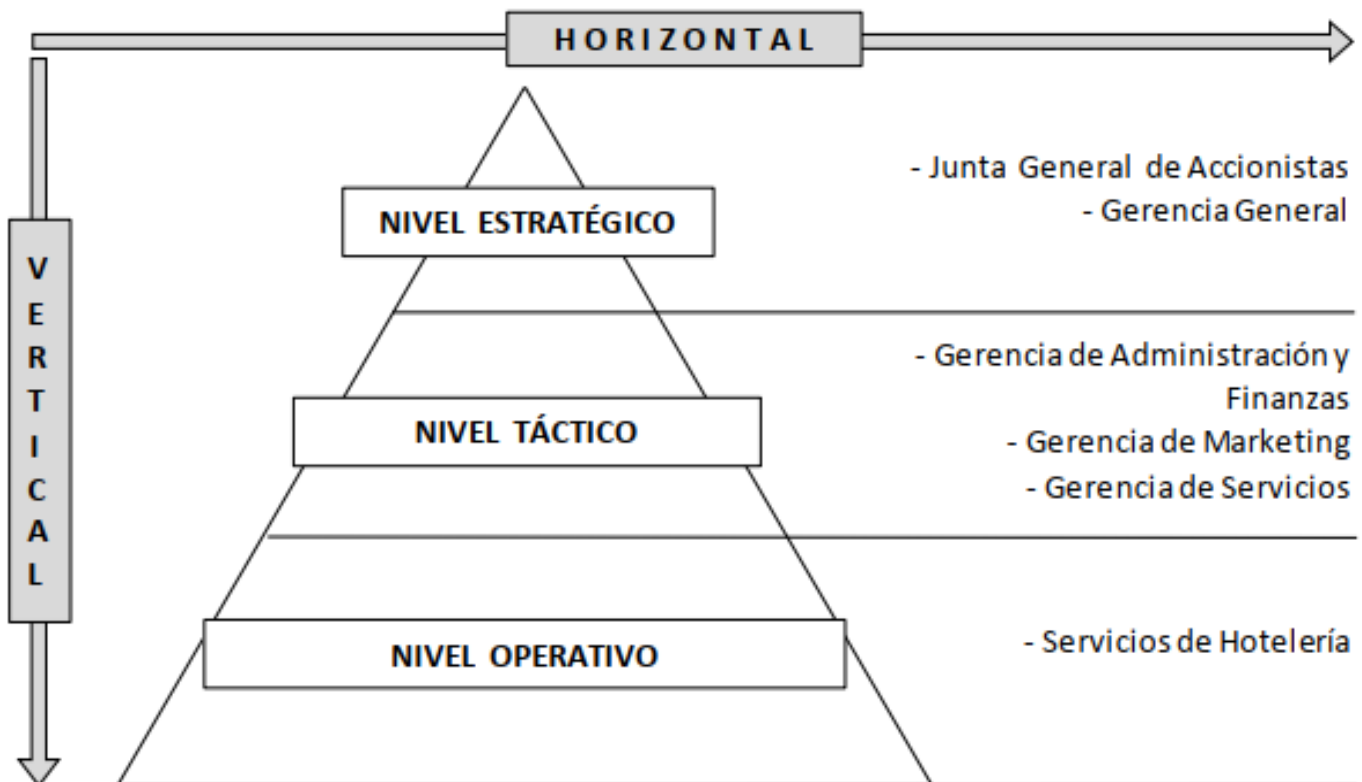 HORIZONTAL
VERTICAL
- Junta General de Accionistas
- Gerencia General
NIVEL ESTRATÉGICO
- Gerencia de Administración y
Finanzas
- Gerencia de Marketing
- Gerencia de Servicios
NIVEL TÁCTICO
- Servicios de Hotelería
NIVEL OPERATIVO